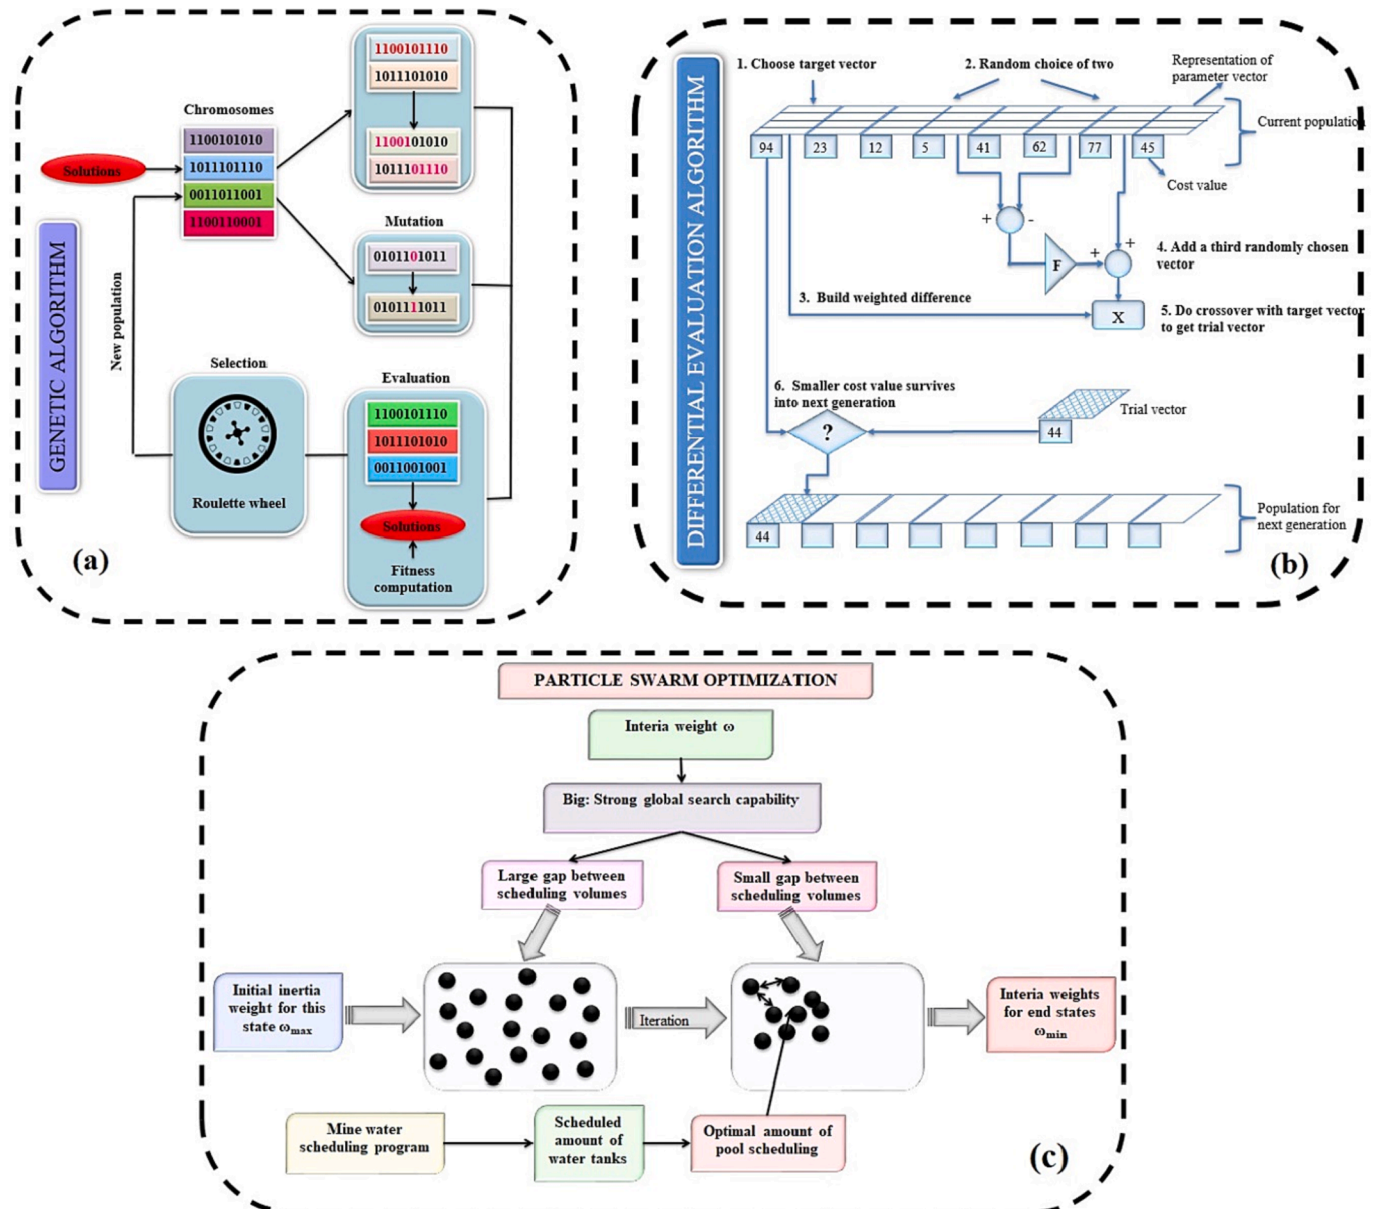 GENETIC ALGORITHM
Chromosomes
1100101010
1011101110
0011011001
1100110001
Solutions
New population
1100101110
1011101010
1100101010
1011101110
Mutation
0101101011
0101111011
Selection
Roulette wheel
Evaluation
1100101110
1011101010
0011001001
Solutions
Fitness
computation
(a)
DIFFERENTIAL EVALUATION ALGORITHM
1. Choose target vector
2. Random choice of two
Representation of
parameter vector
Current population
94 23 12 5 41 62 77 45
Cost value
+ -
F
+ +
4. Add a third randomly chosen
vector
3. Build weighted difference
X
5. Do crossover with target vector
to get trial vector
6. Smaller cost value survives
into next generation
?
44
Trial vector
44
Population for
next generation
(b)
PARTICLE SWARM OPTIMIZATION
Interia weight ω
Big: Strong global search capability
Large gap between
scheduling volumes
Small gap between
scheduling volumes
Initial inertia
weight for this
state ωmax
Iteration
Interia weights
for end states
ωmin
Mine water
scheduling program
Scheduled
amount of
water tanks
Optimal amount of
pool scheduling
(c)